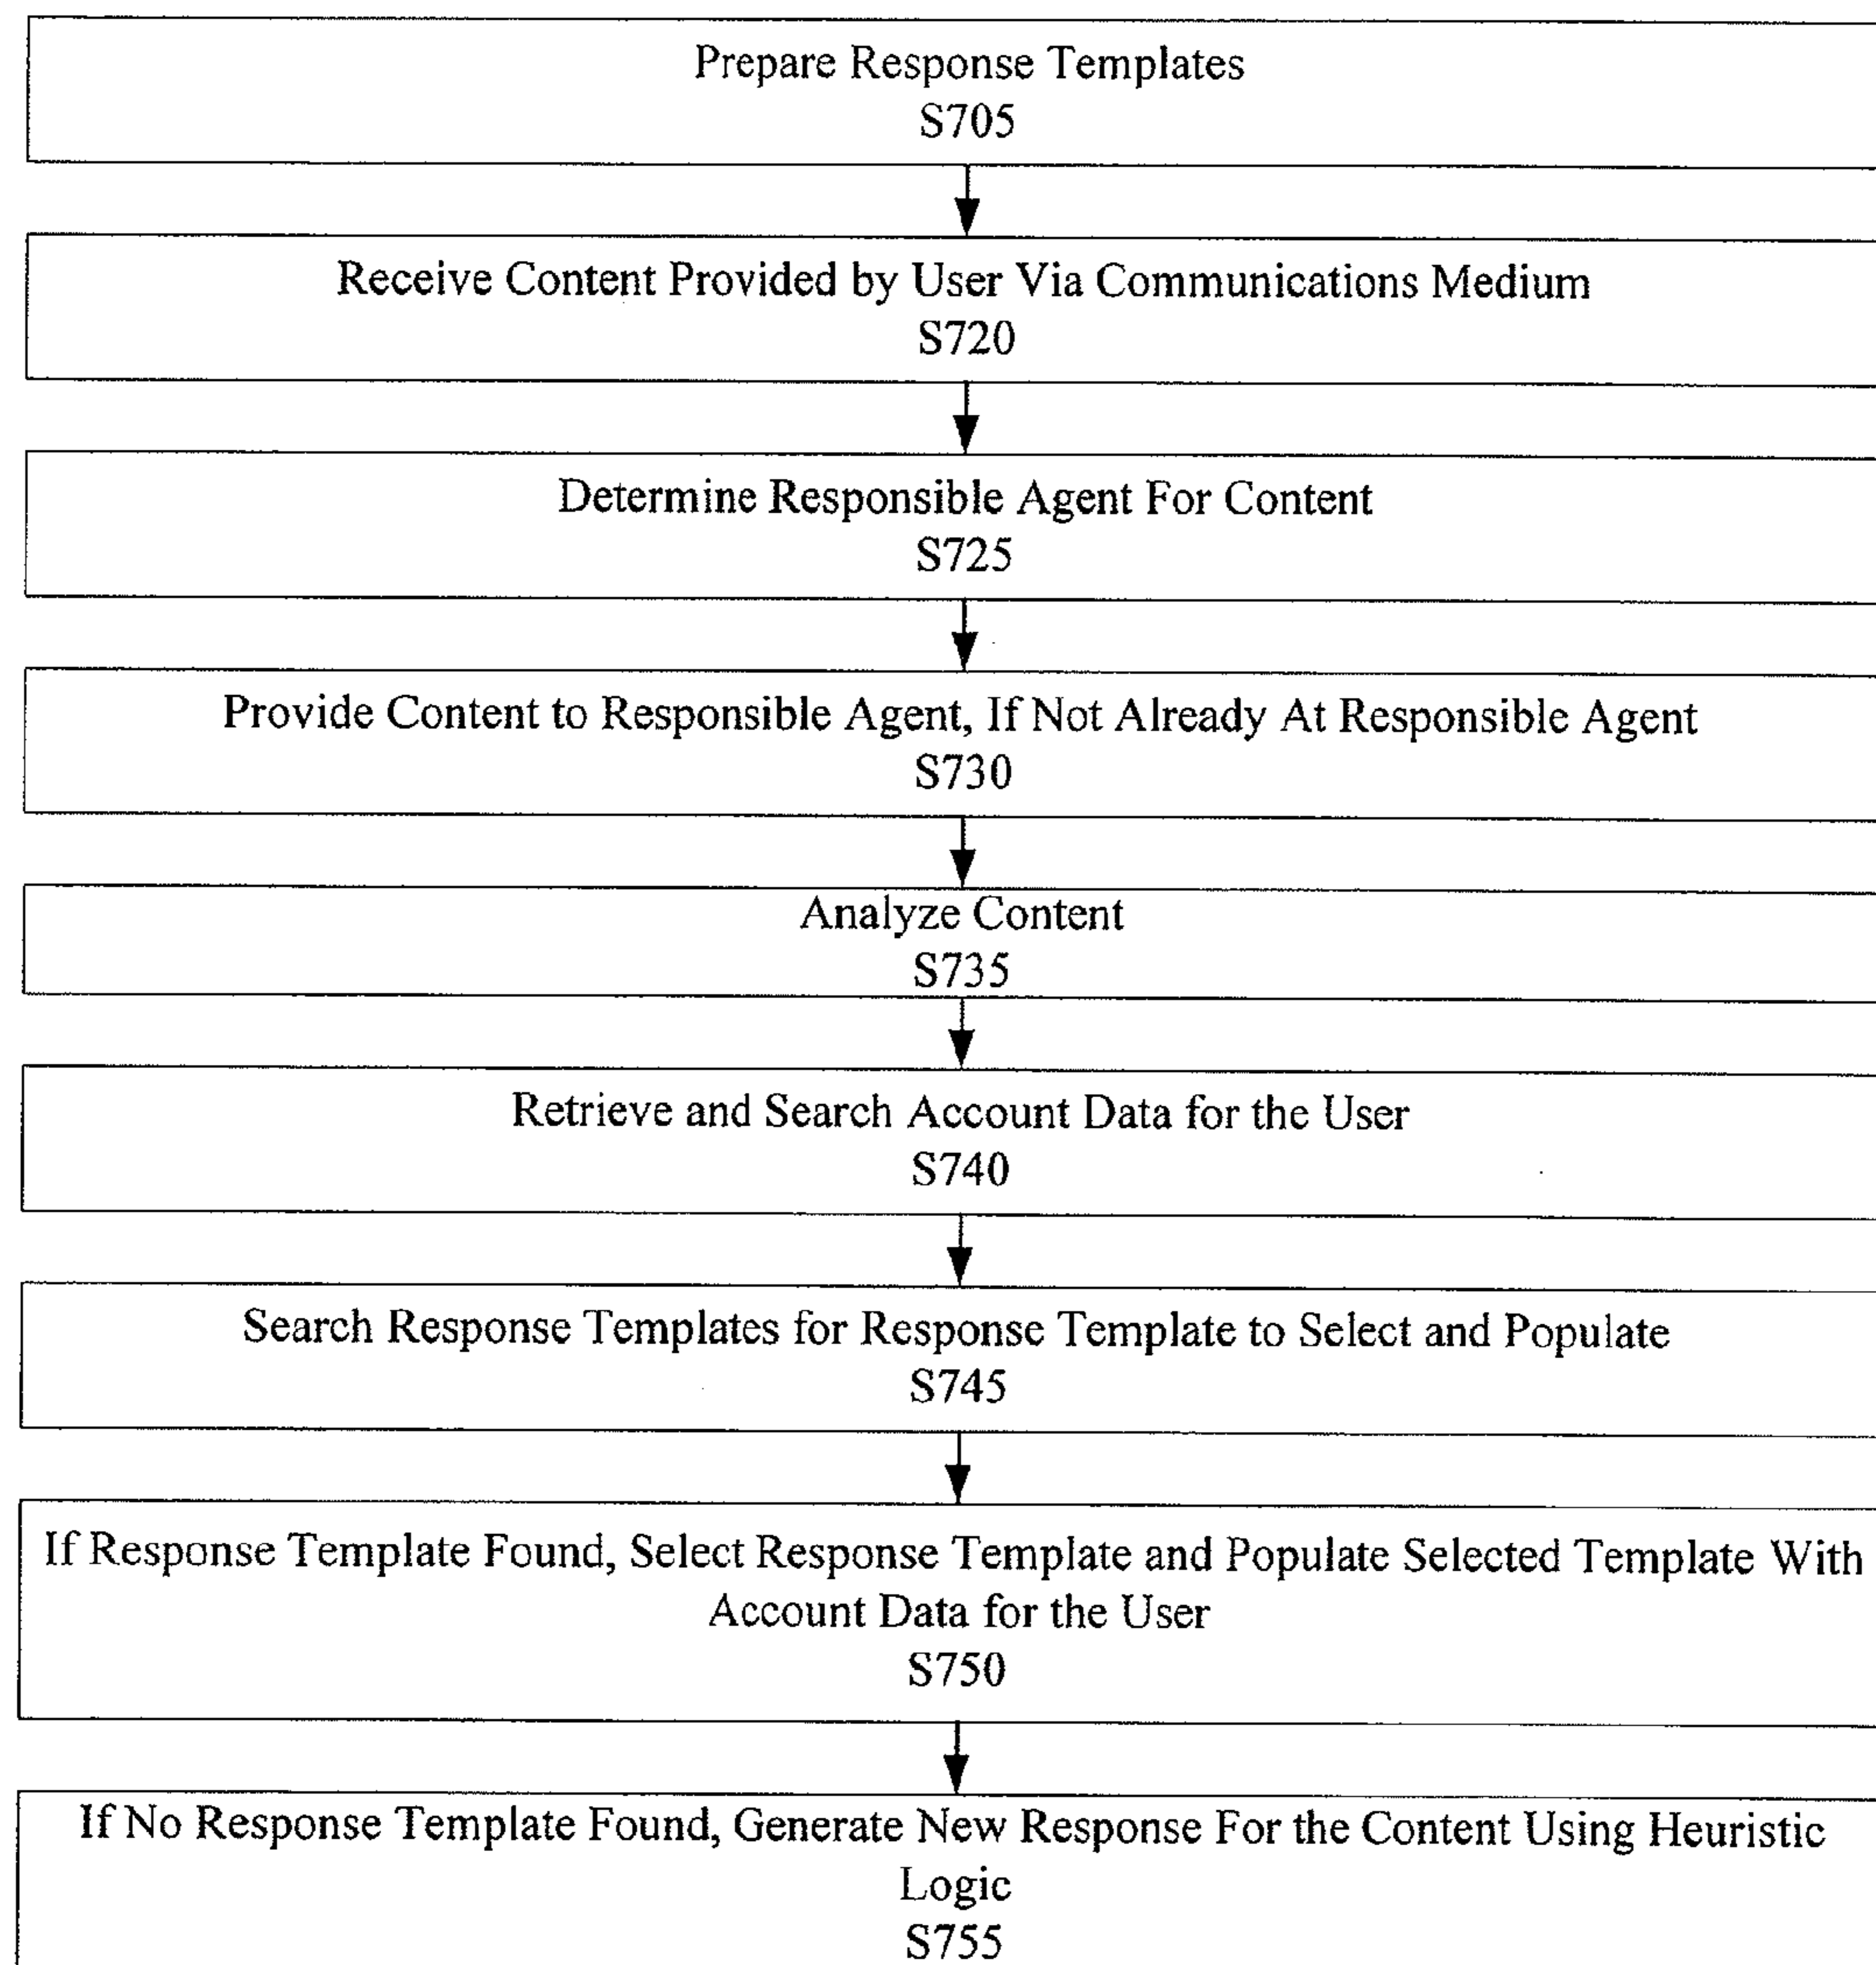 Prepare Response Templates
S705
Receive Content Provided by User Via Communications Medium
S720
Determine Responsible Agent For Content
S725
Provide Content to Responsible Agent, If Not Already At Responsible Agent
S730
Analyze Content
S735
Retrieve and Search Account Data for the User
S740
Search Response Templates for Response Template to Select and Populate
S745
If Response Template Found, Select Response Template and Populate Selected Template With
Account Data for the User
S750
If No Response Template Found, Generate New Response For the Content Using Heuristic
Logic
S755